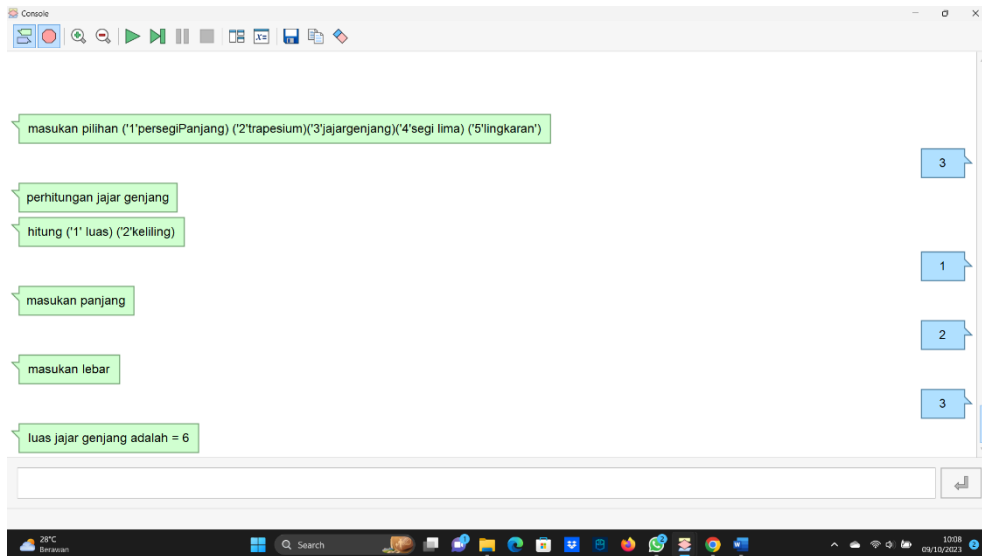 Console
x=
masukan pilihan ('1'persegiPanjang) ('2'trapesium)('3'jajargenjang)('4'segi lima) ('5'lingkaran')
3
perhitungan jajar genjang
hitung ('1' luas) ('2'keliling)
1
masukan panjang
2
masukan lebar
3
luas jajar genjang adalah = 6
28°C
Berawan
Search
10:08
09/10/2023
2